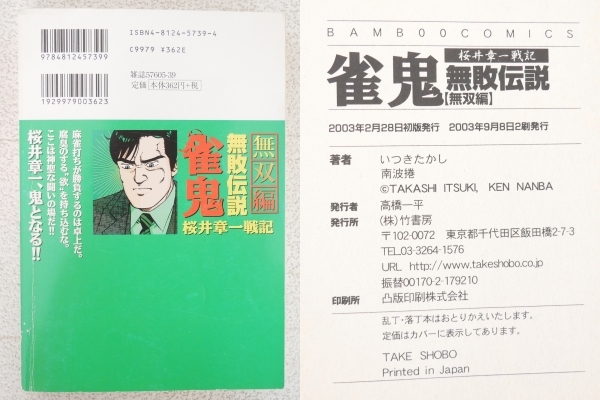 ISBN4-8124-5739-4
C9979 ¥362E
9784812457399
雑誌57605-39
定価=本体362円+税
1929979003623
無双編
無敗伝説
雀鬼
桜井章一戦記
麻雀打ちが勝負するのは卓上だ。
腐臭のする“欲”を持ち込むな。
ここは神聖な闘いの場だ!!
桜井章一、鬼となる!!
BAMBOO COMICS
桜井章一戦記
雀鬼
無敗伝説
【無双編】
2003年2月28日初版発行 2003年9月8日2刷発行
著者 いつきたかし
南波捲
©TAKASHI ITSUKI, KEN NANBA
発行者 高橋一平
発行所 (株)竹書房
〒102-0072 東京都千代田区飯田橋2-7-3
TEL.03-3264-1576
URL http://www.takeshobo.co.jp
振替00170-2-179210
印刷所 凸版印刷株式会社
乱丁・落丁本はおとりかえいたします。
定価はカバーに表示してあります。
TAKE SHOBO
Printed in Japan